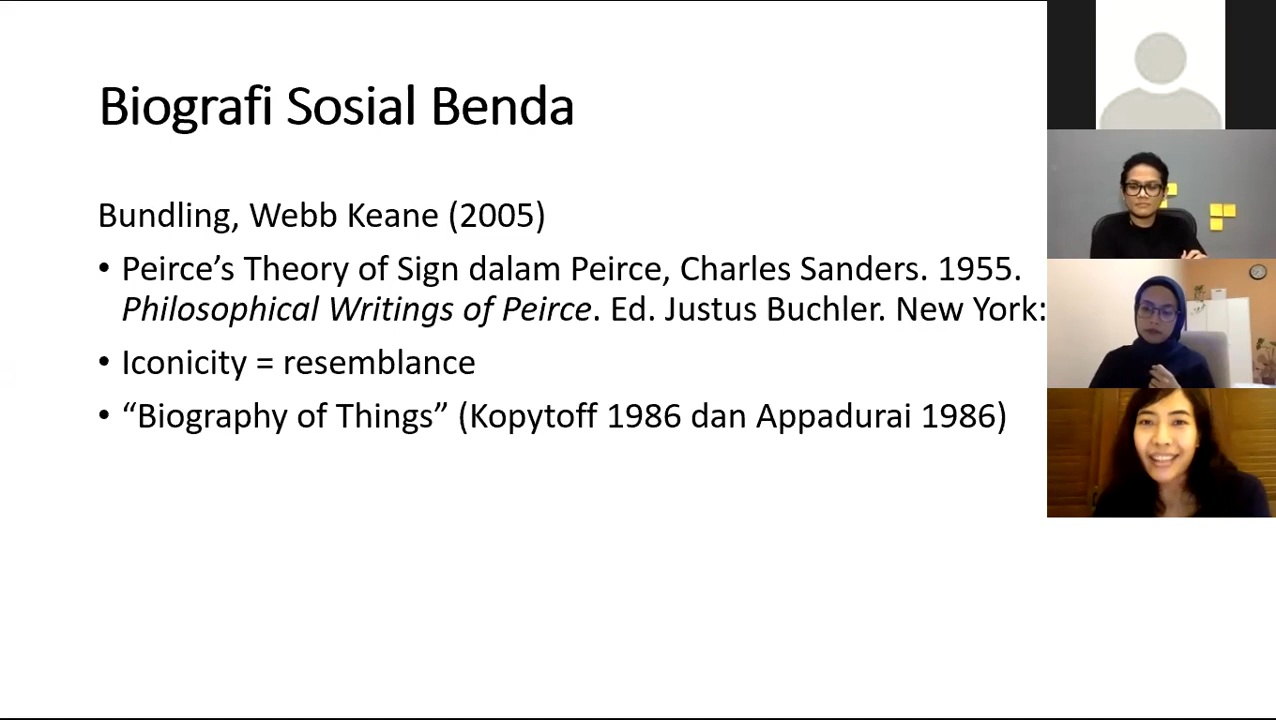 Biografi Sosial Benda
Bundling, Webb Keane (2005)
• Peirce’s Theory of Sign dalam Peirce, Charles Sanders. 1955.
Philosophical Writings of Peirce. Ed. Justus Buchler. New York:
• Iconicity = resemblance
• “Biography of Things” (Kopytoff 1986 dan Appadurai 1986)